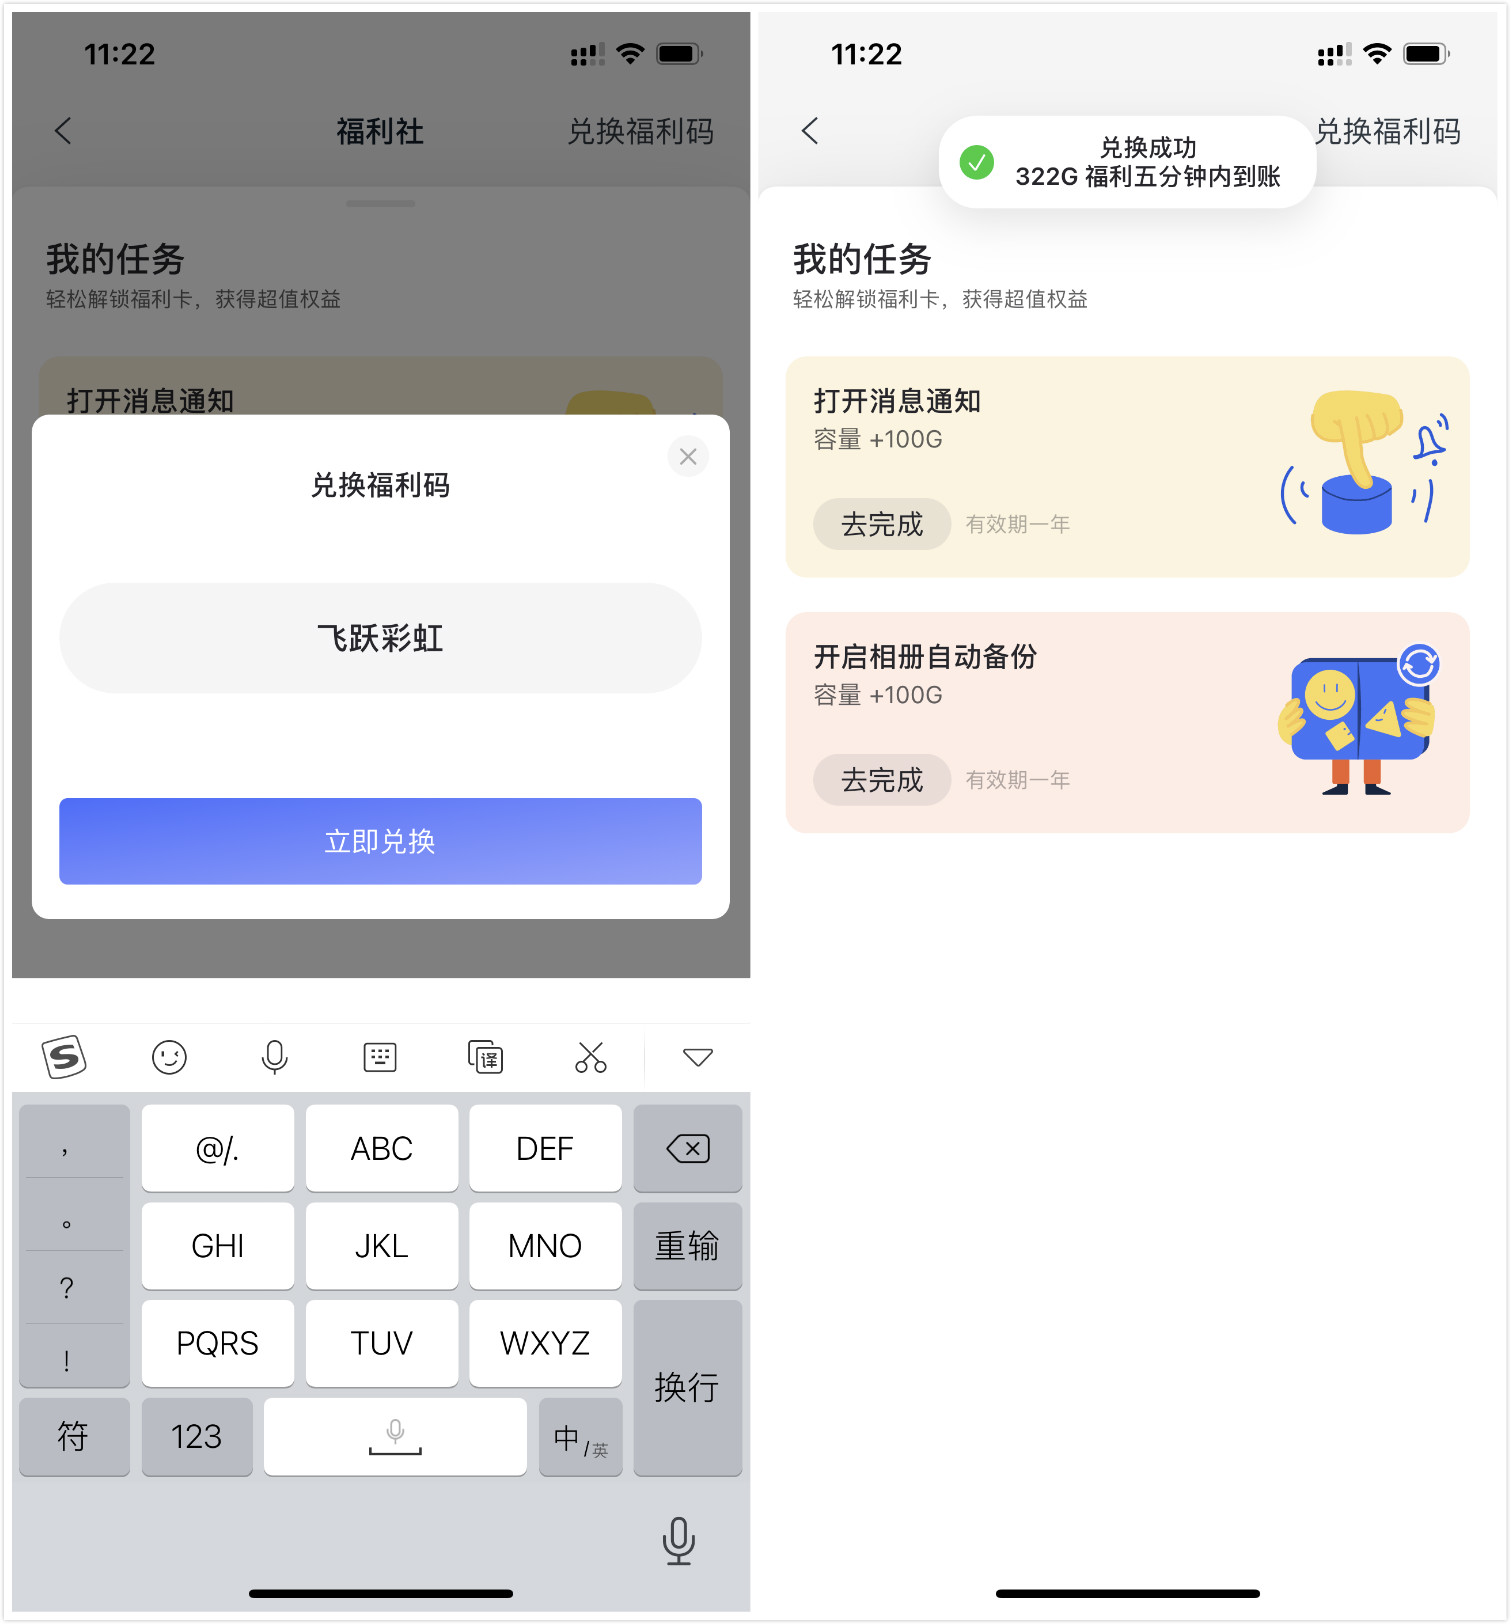 11:22
福利社
兑换福利码
我的任务
轻松解锁福利卡，获得超值权益
打开消息通知
兑换福利码
飞跃彩虹
立即兑换
S
译
，
@/.
ABC
DEF
。
GHI
JKL
MNO
重输
?
PQRS
TUV
WXYZ
!
换行
符
123
中/英
11:22
兑换福利码
兑换成功
322G 福利五分钟内到账
我的任务
轻松解锁福利卡，获得超值权益
打开消息通知
容量 +100G
去完成
有效期一年
开启相册自动备份
容量 +100G
去完成
有效期一年